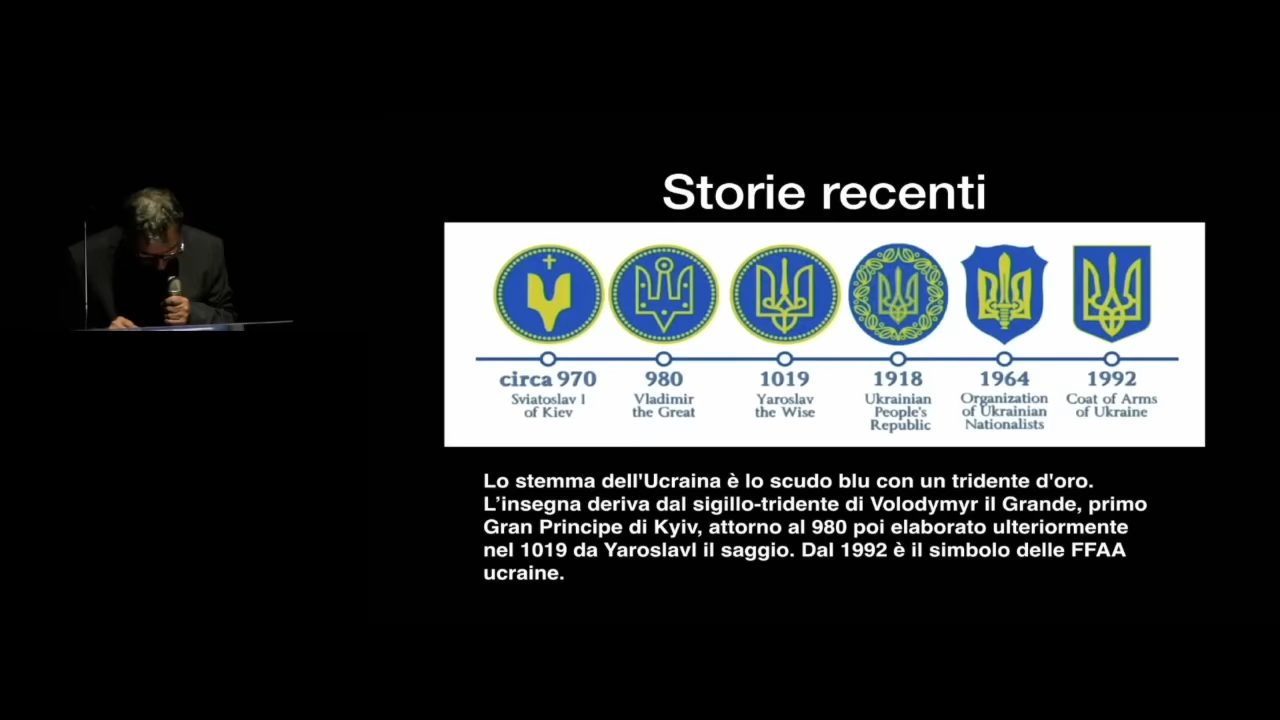 Storie recenti
circa 970
Sviatoslav I
of Kiev
980
Vladimir
the Great
1019
Yaroslav
the Wise
1918
Ukrainian
People's
Republic
1964
Organization
of Ukrainian
Nationalists
1992
Coat of Arms
of Ukraine
Lo stemma dell'Ucraina è lo scudo blu con un tridente d'oro.
L’insegna deriva dal sigillo-tridente di Volodymyr il Grande, primo
Gran Principe di Kyiv, attorno al 980 poi elaborato ulteriormente
nel 1019 da Yaroslavl il saggio. Dal 1992 è il simbolo delle FFAA
ucraine.